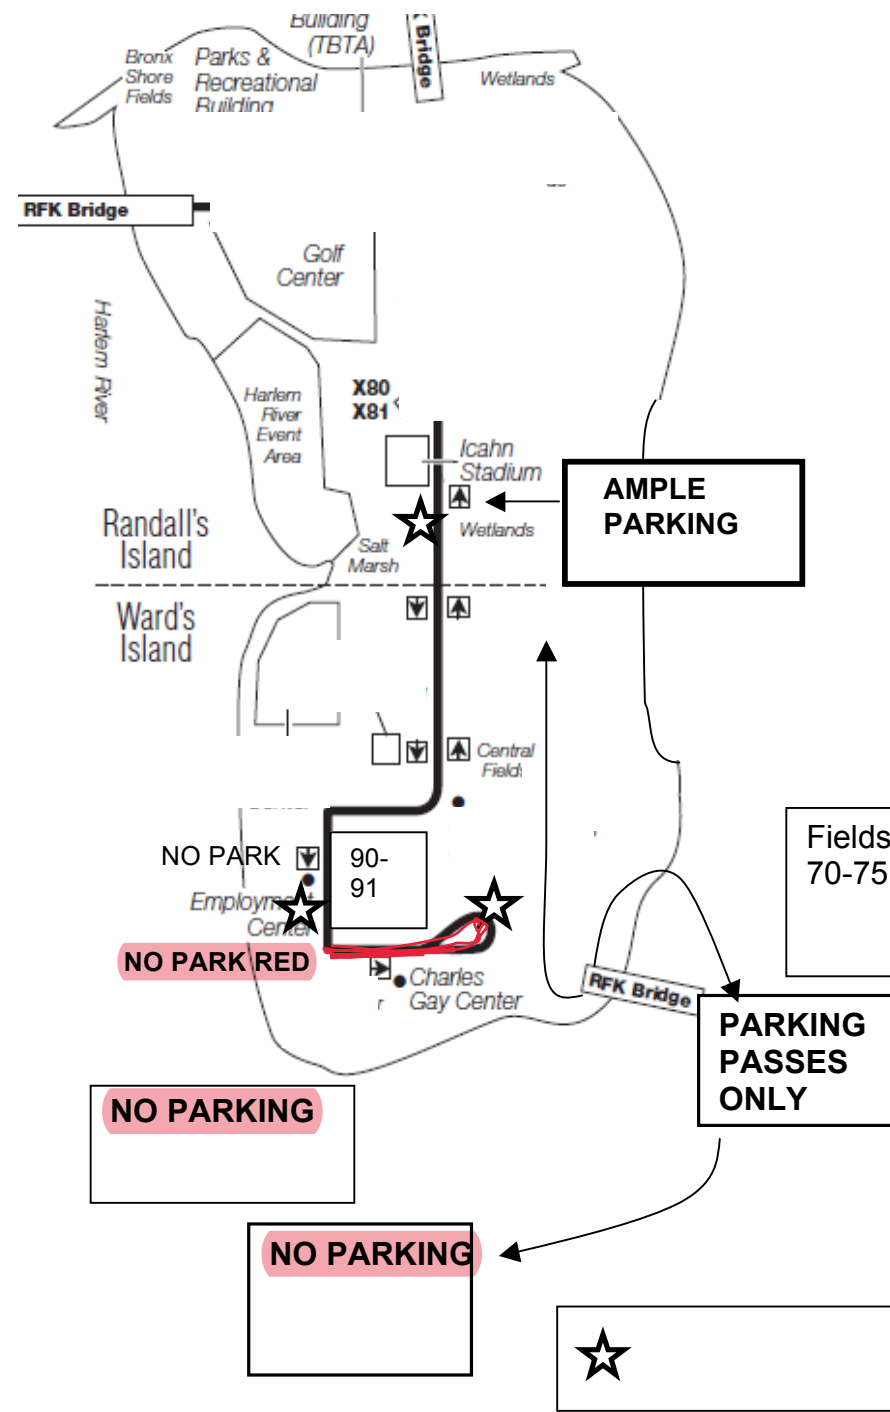 Building
(TBTA)
RFK Bridge
Bronx
Shore
Fields
Parks &
Recreational
Building
Wetlands
RFK Bridge
Golf
Center
Harlem River
Harlem
River
Event
Area
X80
X81
Icahn
Stadium
AMPLE
PARKING
Wetlands
Randall's
Island
Salt
Marsh
Ward's
Island
Central
Fields
Fields
70-75
NO PARK
90-
91
Employment
Center
NO PARK RED
Charles
Gay Center
RFK Bridge
PARKING
PASSES
ONLY
NO PARKING
NO PARKING